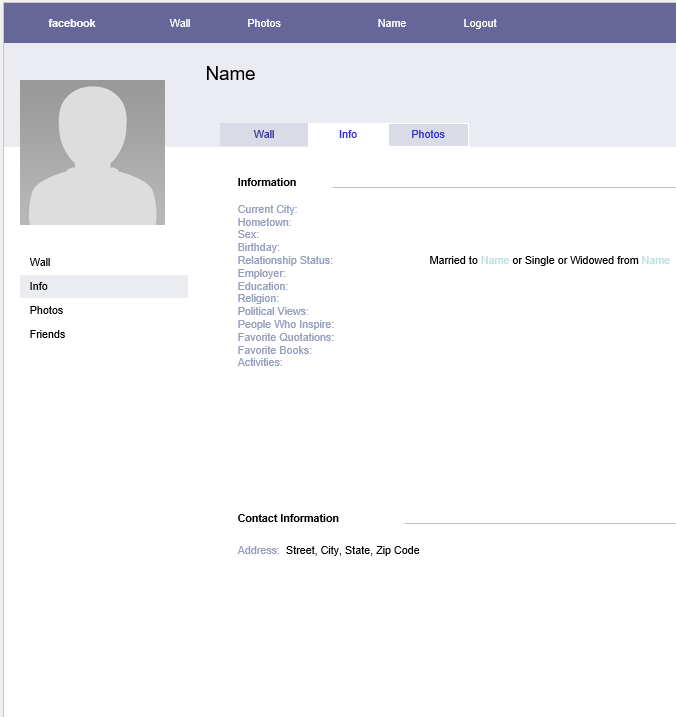 facebook Wall Photos Name Logout
Name
Wall Info Photos
Information
Current City:
Hometown:
Sex:
Birthday:
Relationship Status: Married to Name or Single or Widowed from Name
Employer:
Education:
Religion:
Political Views:
People Who Inspire:
Favorite Quotations:
Favorite Books:
Activities:
Wall
Info
Photos
Friends
Contact Information
Address: Street, City, State, Zip Code